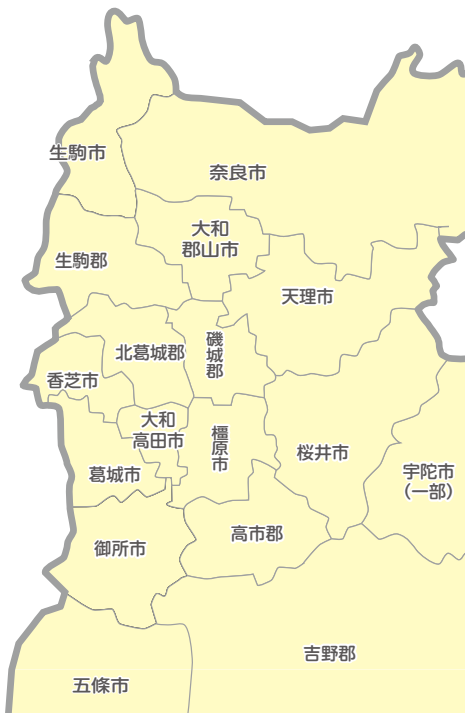 生駒市
奈良市
大和
郡山市
生駒郡
天理市
磯城郡
北葛城郡
香芝市
大和
高田市
橿原市
桜井市
葛城市
宇陀市
(一部)
高市郡
御所市
吉野郡
五條市